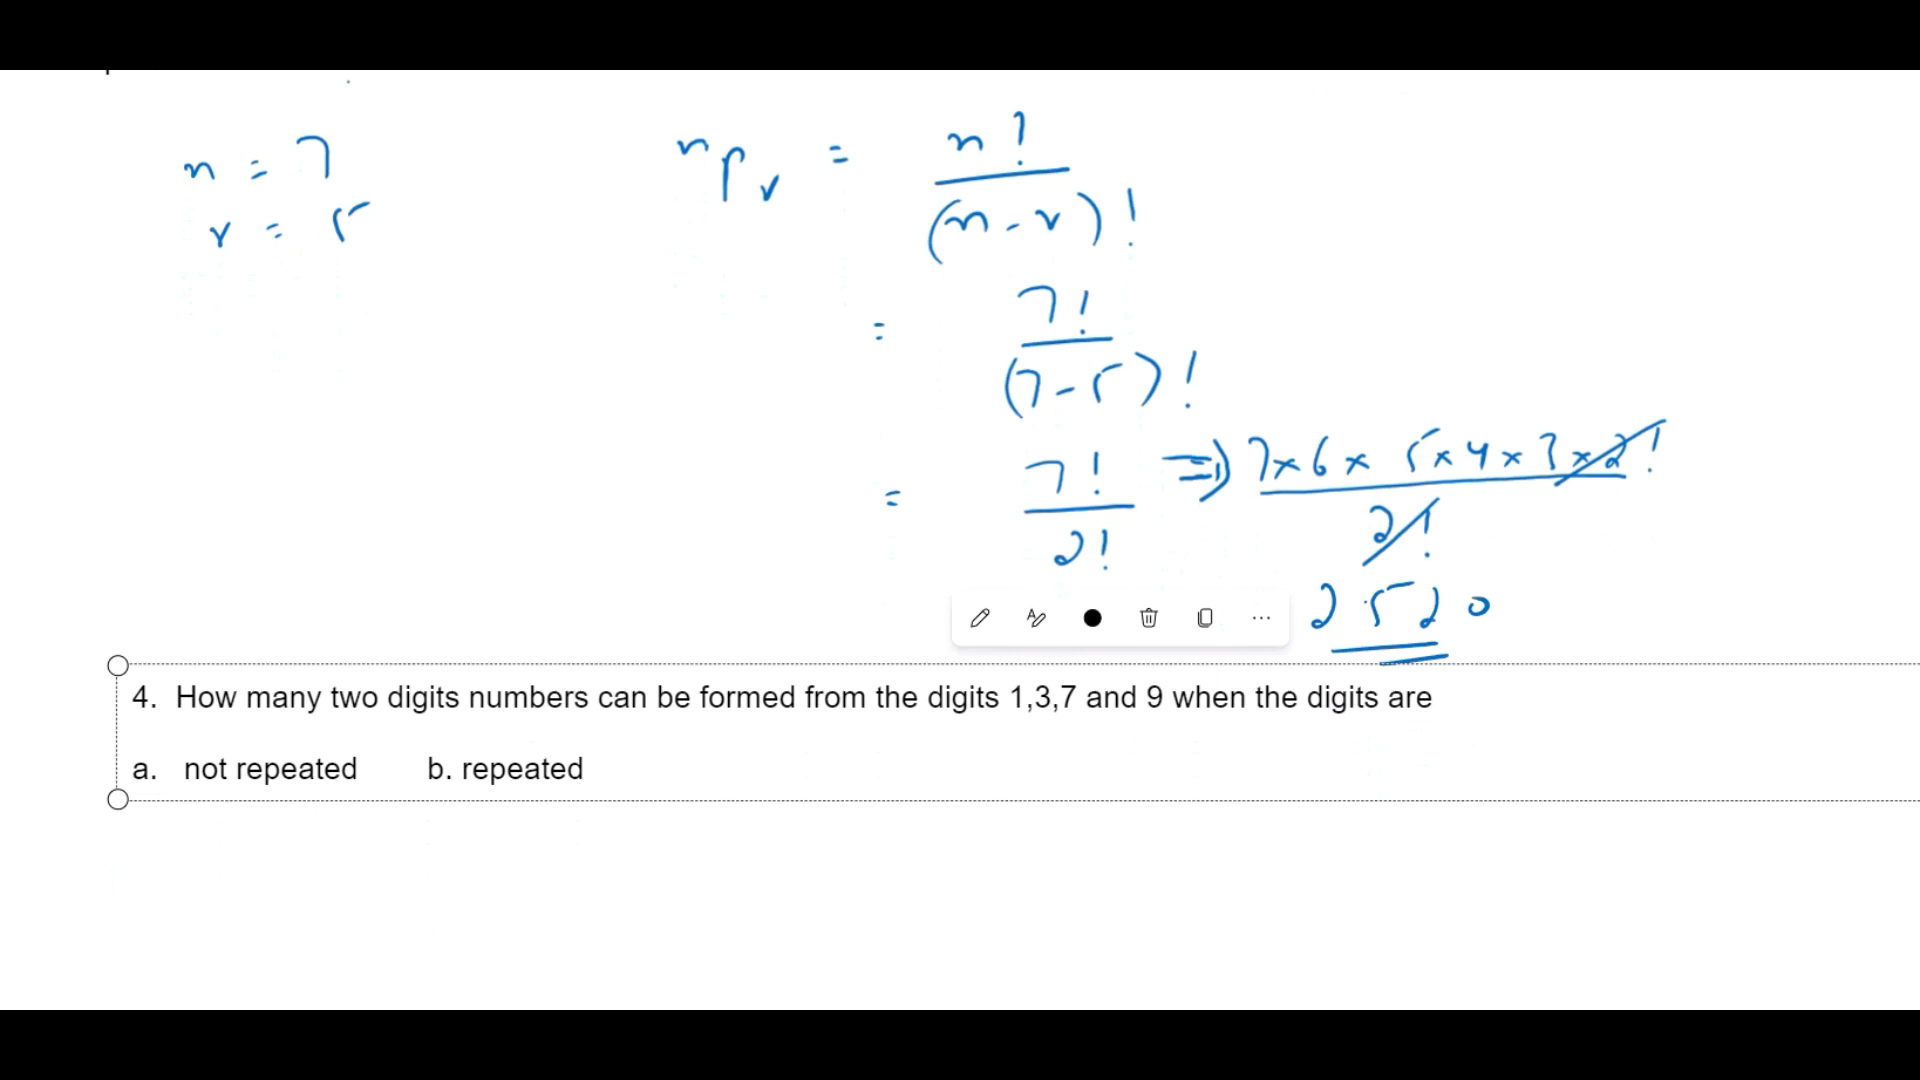 n = 7
r = 5
nPr = n! / (n - r)!
= 7! / (7 - 5)!
= 7! / 2! => 7 x 6 x 5 x 4 x 3 x 2! / 2!
2520
4. How many two digits numbers can be formed from the digits 1,3,7 and 9 when the digits are
a. not repeated b. repeated